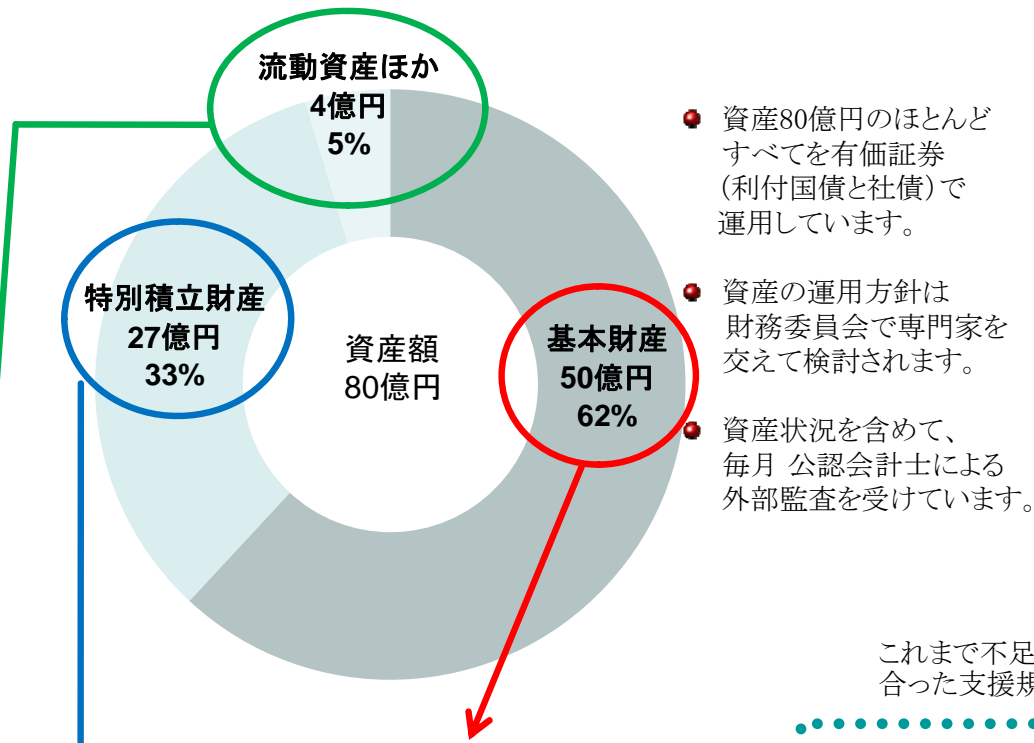 流動資産ほか
4億円
5%
特別積立財産
27億円
33%
資産額
80億円
基本財産
50億円
62%
資産80億円のほとんど
すべてを有価証券
(利付国債と社債)で
運用しています。
資産の運用方針は
財務委員会で専門家を
交えて検討されます。
資産状況を含めて、
毎月 公認会計士による
外部監査を受けています。
これまで不足
合った支援規